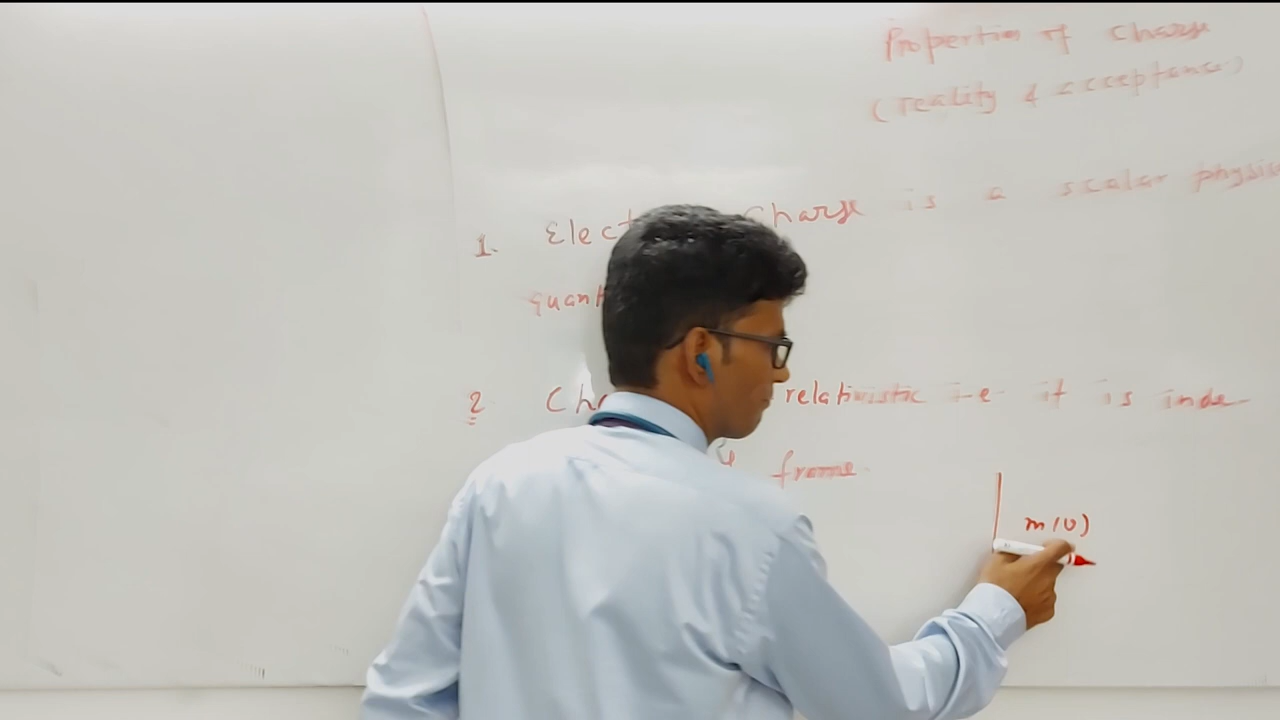 Properties of Charge
(reality & acceptance)
1. Elect Charge is a scalar physic
quant
2 Cha relativistic i-e it is inde-
frame
m(v)